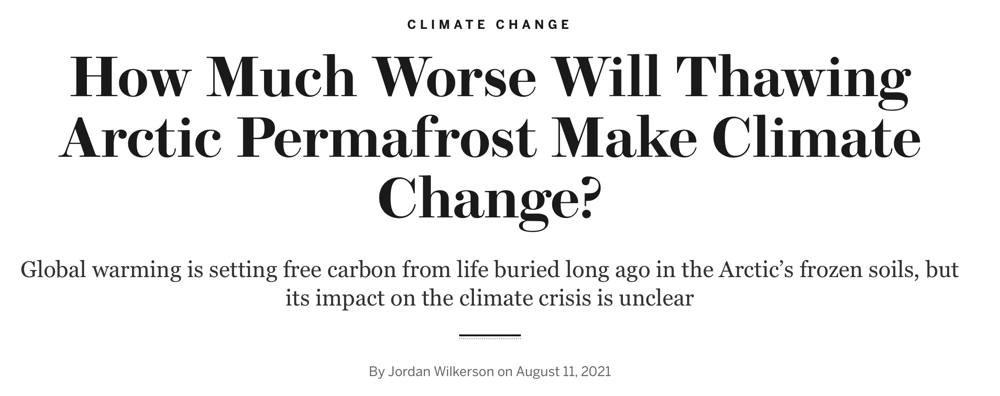 CLIMATE CHANGE
How Much Worse Will Thawing
Arctic Permafrost Make Climate
Change?
Global warming is setting free carbon from life buried long ago in the Arctic’s frozen soils, but
its impact on the climate crisis is unclear
By Jordan Wilkerson on August 11, 2021